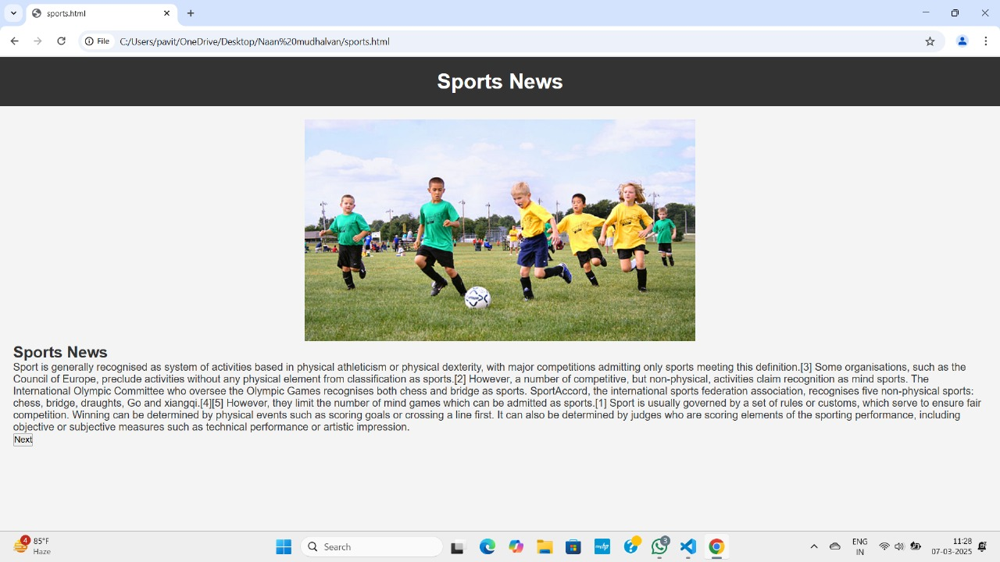 sports.html
File C:/Users/pavit/OneDrive/Desktop/Naan%20mudhalvan/sports.html
Sports News
Sports News
Sport is generally recognised as system of activities based in physical athleticism or physical dexterity, with major competitions admitting only sports meeting this definition.[3] Some organisations, such as the
Council of Europe, preclude activities without any physical element from classification as sports.[2] However, a number of competitive, but non-physical, activities claim recognition as mind sports. The
International Olympic Committee who oversee the Olympic Games recognises both chess and bridge as sports. SportAccord, the international sports federation association, recognises five non-physical sports:
chess, bridge, draughts, Go and xiangqi.[4][5] However, they limit the number of mind games which can be admitted as sports.[1] Sport is usually governed by a set of rules or customs, which serve to ensure fair
competition. Winning can be determined by physical events such as scoring goals or crossing a line first. It can also be determined by judges who are scoring elements of the sporting performance, including
objective or subjective measures such as technical performance or artistic impression.
Next
4
85°F
Haze
Search
myhp
3
ENG
IN
11:28
07-03-2025